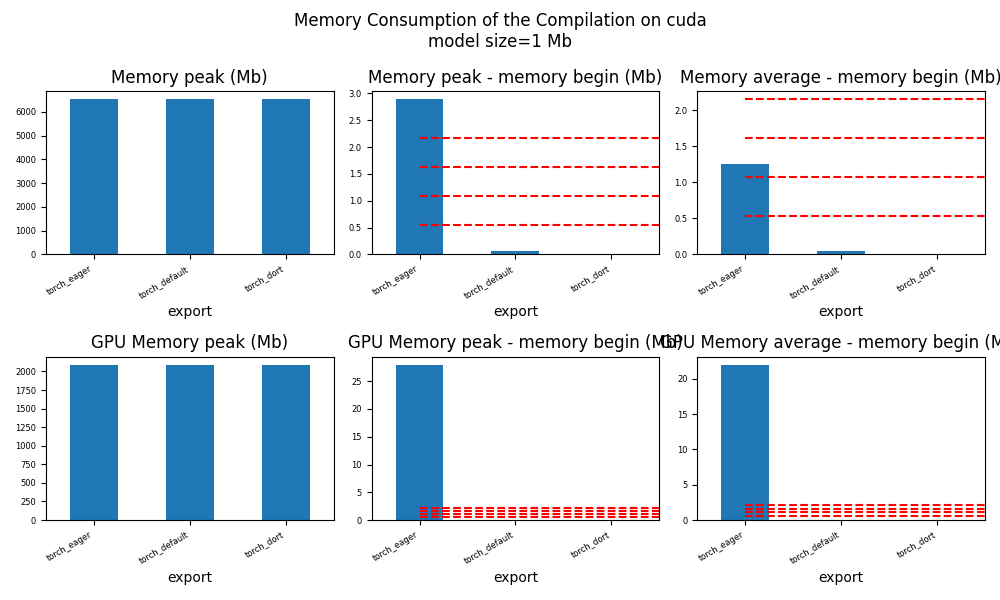 Memory Consumption of the Compilation on cuda
model size=1 Mb
Memory peak (Mb)
6000
5000
4000
3000
2000
1000
0
torch_eager
torch_default
torch_dort
export
Memory peak - memory begin (Mb)
3.0
2.5
2.0
1.5
1.0
0.5
0.0
torch_eager
torch_default
torch_dort
export
Memory average - memory begin (Mb)
2.0
1.5
1.0
0.5
0.0
torch_eager
torch_default
torch_dort
export
GPU Memory peak (Mb)
2000
1750
1500
1250
1000
750
500
250
0
torch_eager
torch_default
torch_dort
export
GPU Memory peak - memory begin (Mb)
25
20
15
10
5
0
torch_eager
torch_default
torch_dort
export
GPU Memory average - memory begin (M
20
15
10
5
0
torch_eager
torch_default
torch_dort
export